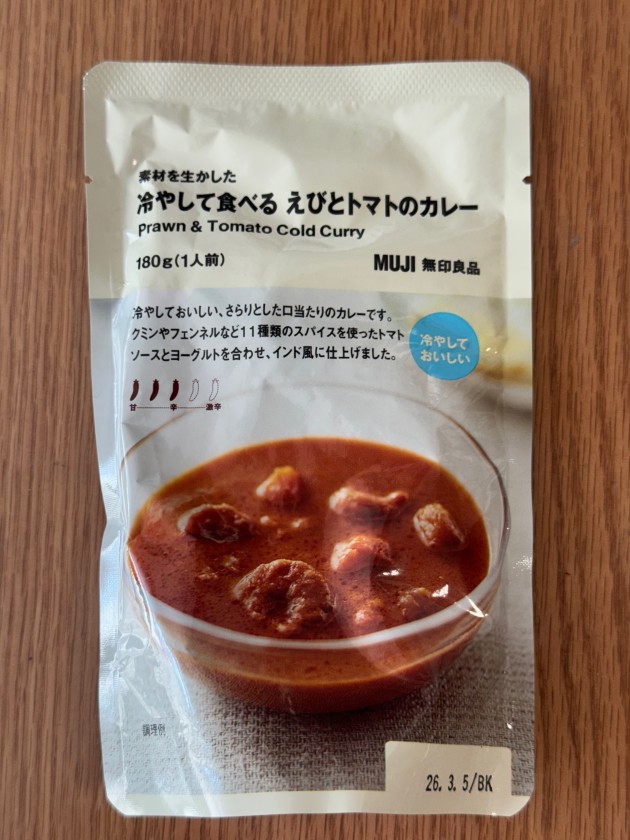 素材を生かした
冷やして食べる えびとトマトのカレー
Prawn & Tomato Cold Curry
180g(1人前)
MUJI 無印良品
冷やしておいしい、さらりとした口当たりのカレーです。
クミンやフェンネルなど11種類のスパイスを使ったトマト
ソースとヨーグルトを合わせ、インド風に仕上げました。
冷やして
おいしい
甘 辛 激辛
調理例
26. 3. 5/BK